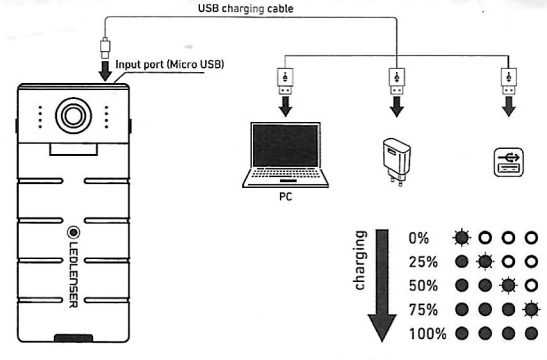 USB charging cable
Input port (Micro USB)
PC
LEDLENSER
charging
0%
25%
50%
75%
100%